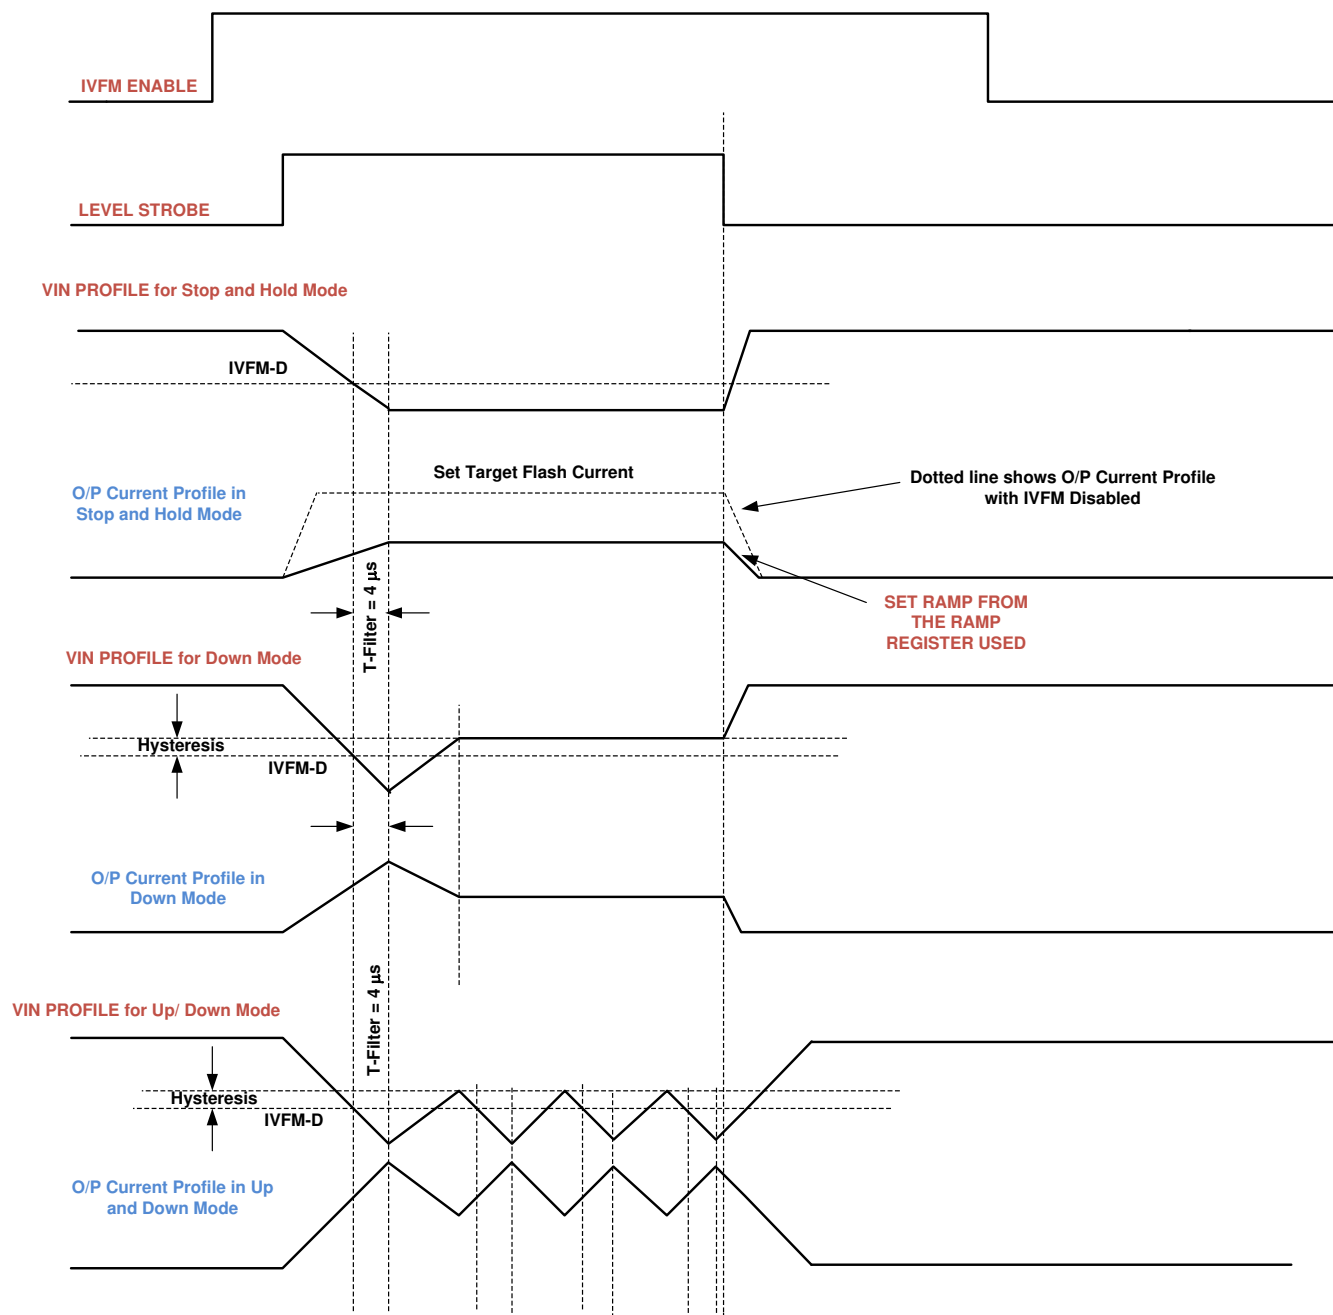 IVFM ENABLE
LEVEL STROBE
VIN PROFILE for Stop and Hold Mode
IVFM-D
Set Target Flash Current
O/P Current Profile in
Stop and Hold Mode
Dotted line shows O/P Current Profile
with IVFM Disabled
T-Filter = 4 µs
SET RAMP FROM
THE RAMP
REGISTER USED
VIN PROFILE for Down Mode
Hysteresis
IVFM-D
O/P Current Profile in
Down Mode
T-Filter = 4 µs
VIN PROFILE for Up/ Down Mode
Hysteresis
IVFM-D
O/P Current Profile in Up
and Down Mode